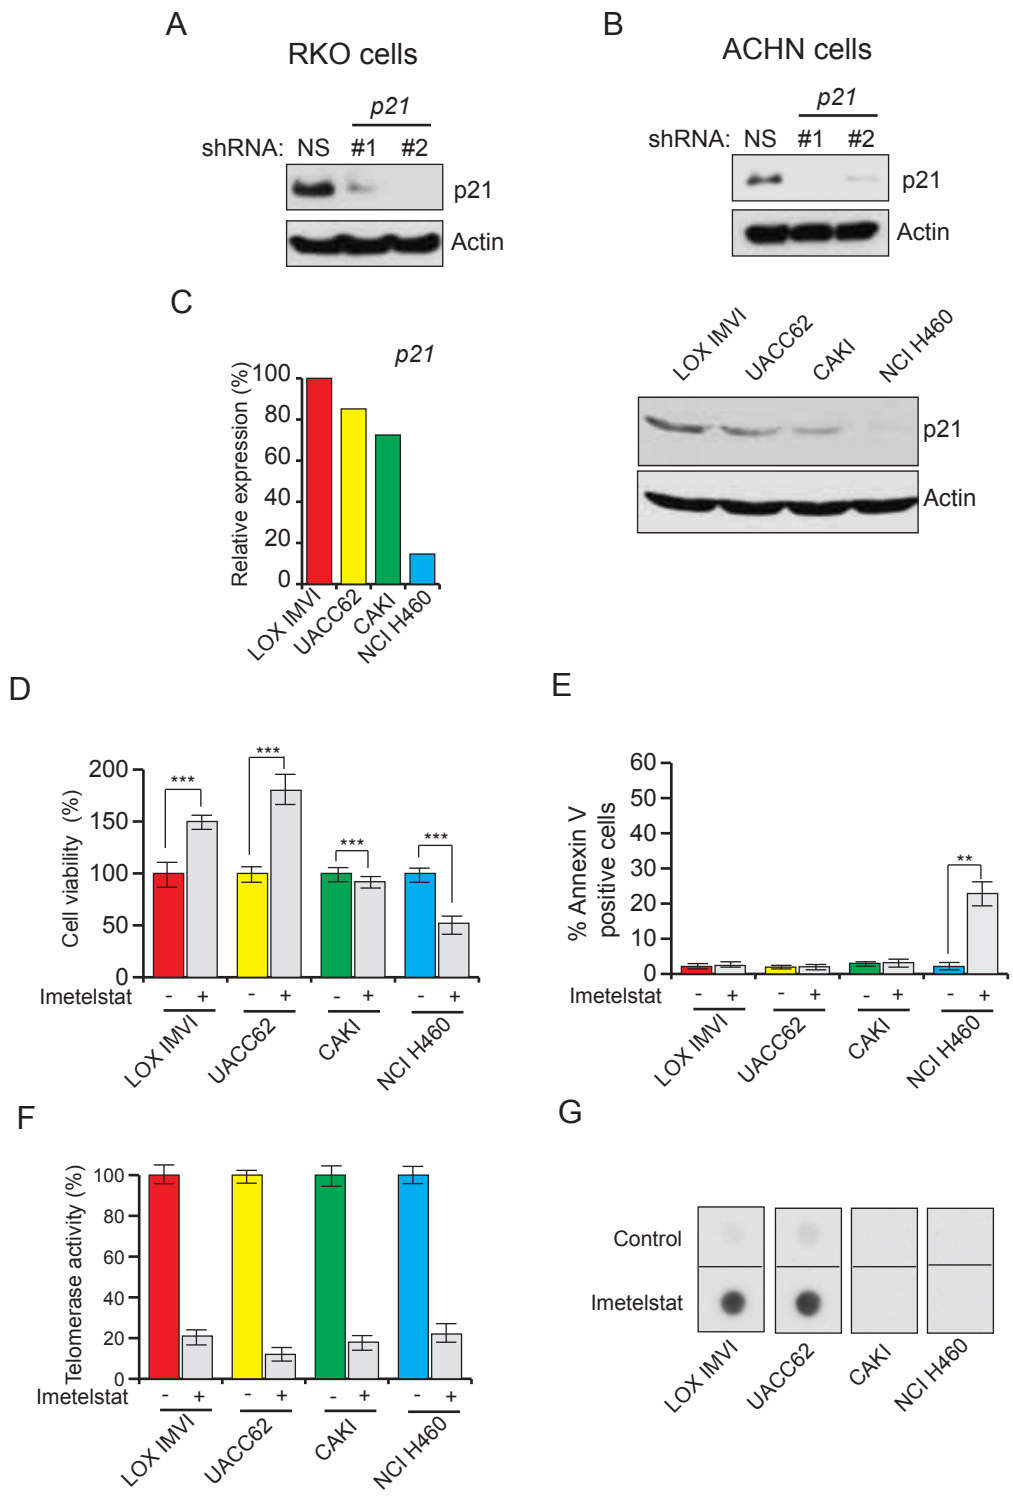 A
RKO cells
p21
shRNA: NS #1 #2
p21
Actin
B
ACHN cells
p21
shRNA: NS #1 #2
p21
Actin
C
p21
Relative expression (%)
100
80
60
40
20
0
LOX IMVI
UACC62
CAKI
NCI H460
LOX IMVI
UACC62
CAKI
NCI H460
p21
Actin
D
Cell viability (%)
200
150
100
50
0
***
***
***
***
Imetelstat - + - + - + - +
LOX IMVI
UACC62
CAKI
NCI H460
E
% Annexin V
positive cells
60
50
40
30
20
10
0
**
Imetelstat - + - + - + - +
LOX IMVI
UACC62
CAKI
NCI H460
F
Telomerase activity (%)
100
80
60
40
20
0
Imetelstat - + - + - + - +
LOX IMVI
UACC62
CAKI
NCI H460
G
Control
Imetelstat
LOX IMVI
UACC62
CAKI
NCI H460